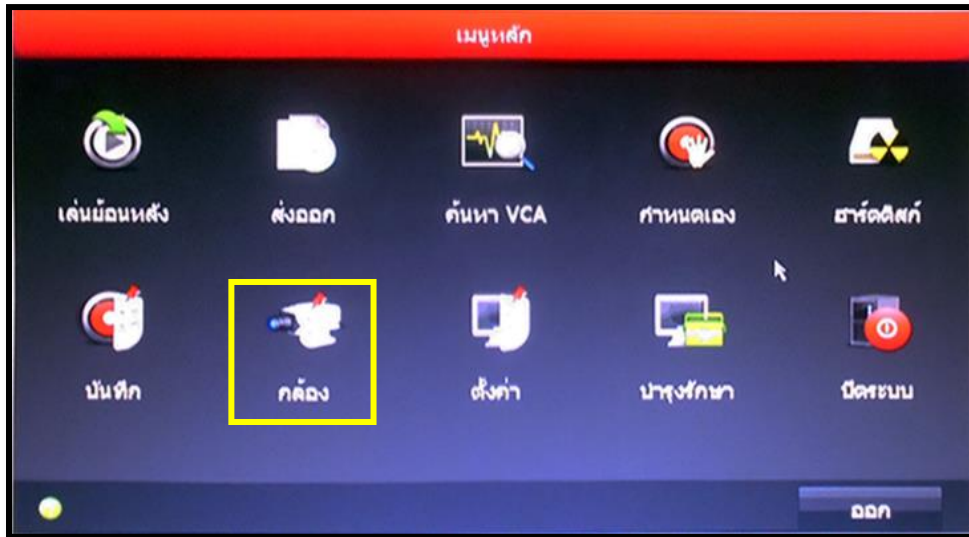 เมนูหลัก
เล่นย้อนหลัง ส่งออก ค้นหา VCA กำหนดเอง ฮาร์ดดิสก์
บันทึก กล้อง ตั้งค่า บำรุงรักษา ปิดระบบ
ออก